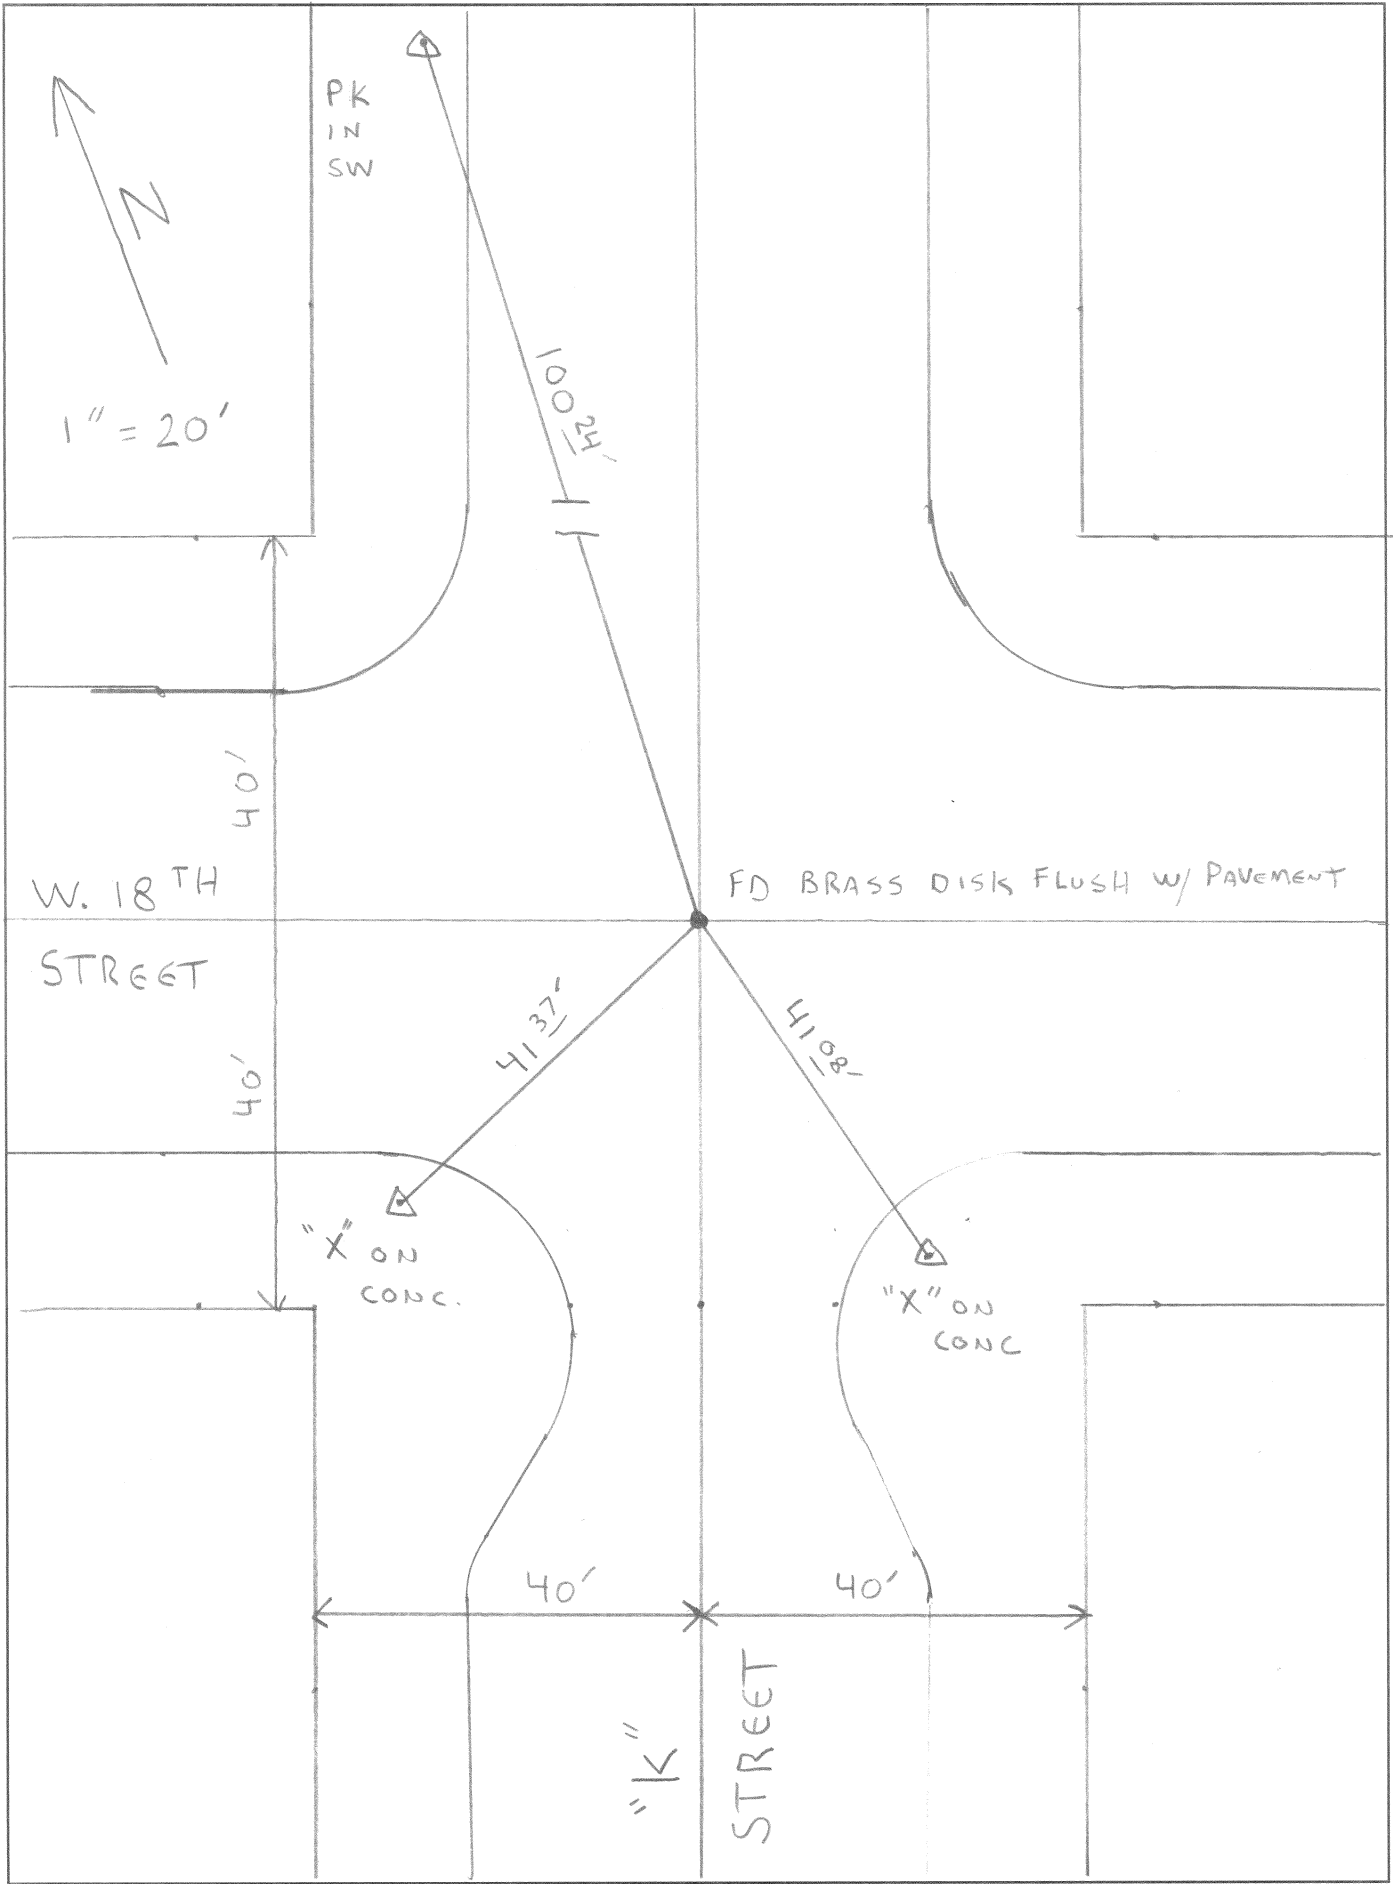 PK
IN
SW
N
1" = 20'
100 24'
40'
W. 18TH
STREET
FD BRASS DISK FLUSH W/ PAVEMENT
41 37'
41 08'
40'
"X" ON
CONC.
"X" ON
CONC
40'
40'
"K"
STREET